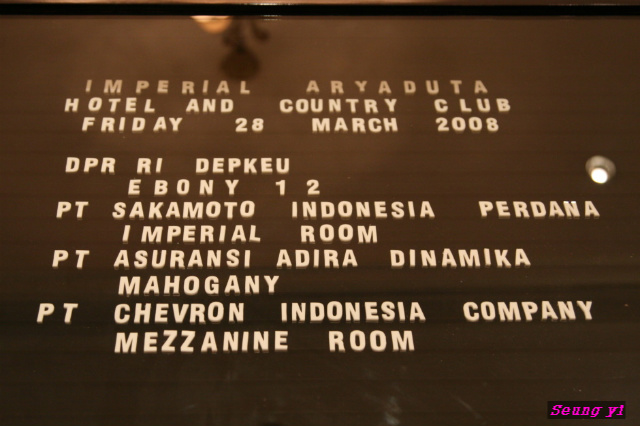 IMPERIAL ARYADUTA
HOTEL AND COUNTRY CLUB
FRIDAY 28 MARCH 2008
DPR RI DEPKEU
EBONY 1 2
PT SAKAMOTO INDONESIA PERDANA
IMPERIAL ROOM
PT ASURANSI ADIRA DINAMIKA
MAHOGANY
PT CHEVRON INDONESIA COMPANY
MEZZANINE ROOM
Seung yi